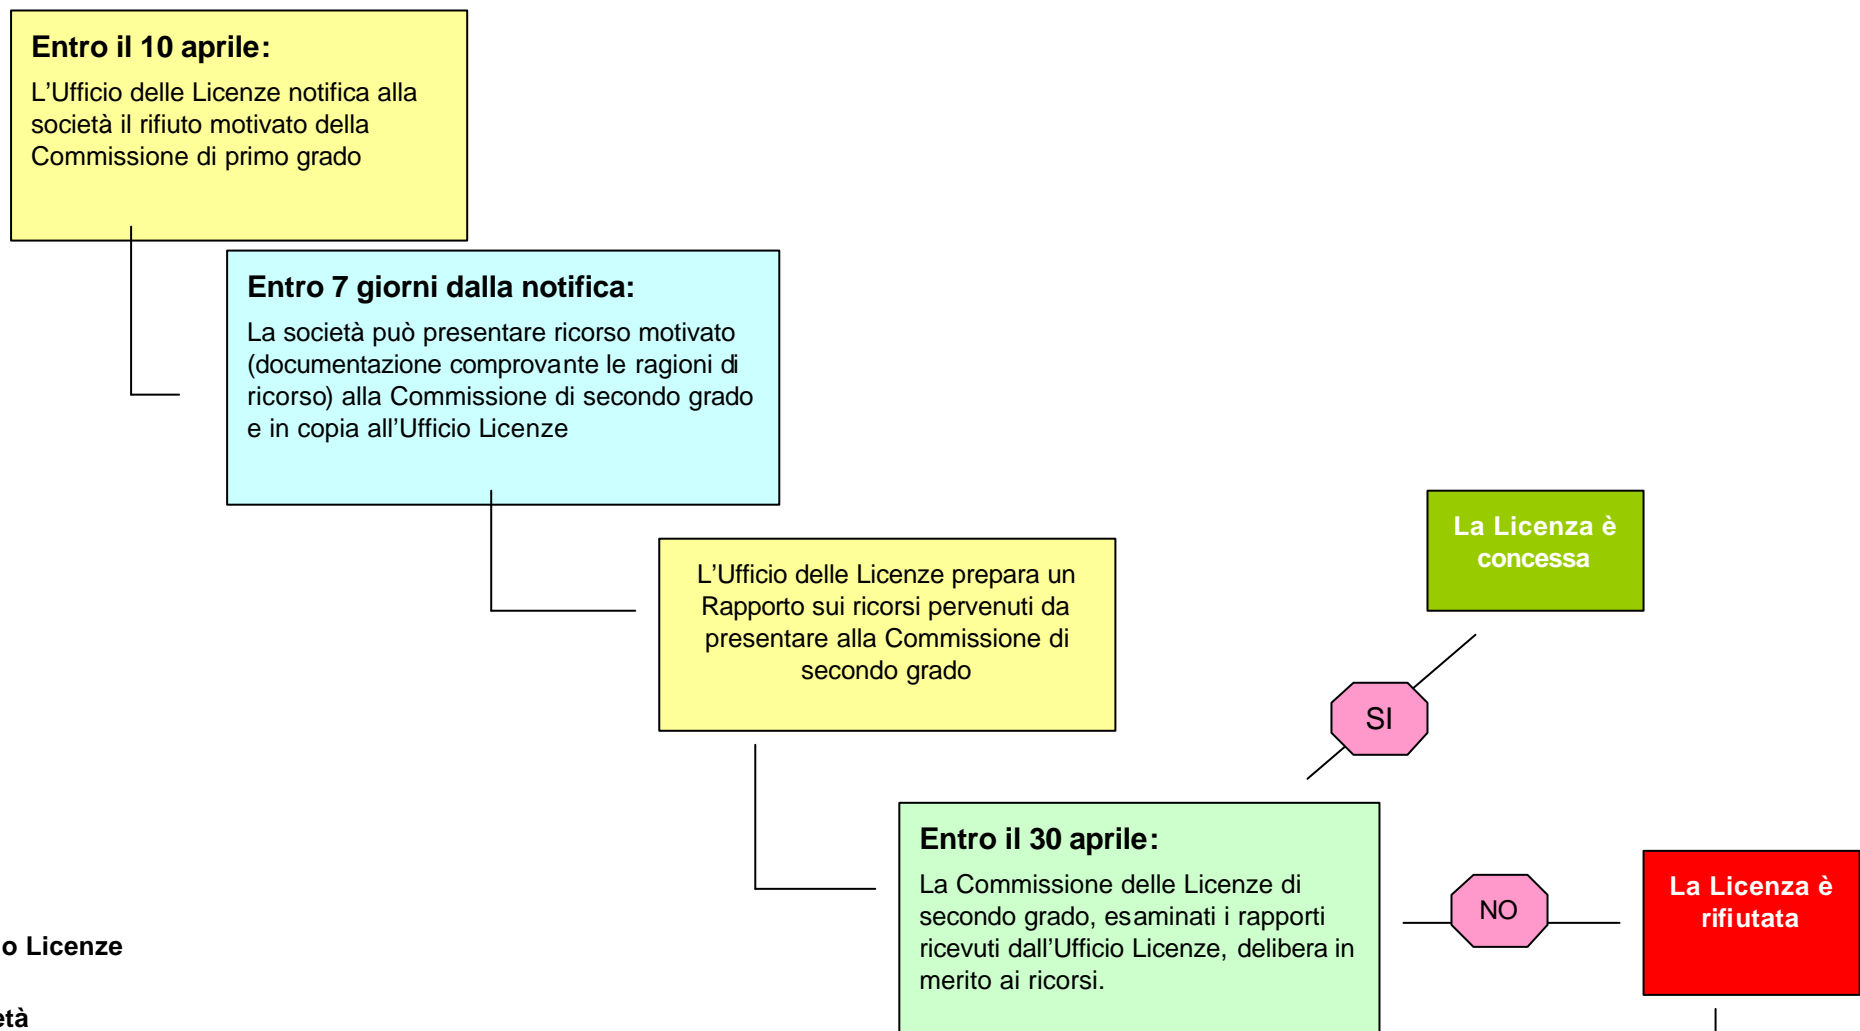 Entro il 10 aprile:
L'Ufficio delle Licenze notifica alla
società il rifiuto motivato della
Commissione di primo grado
Entro 7 giorni dalla notifica:
La società può presentare ricorso motivato
(documentazione comprovante le ragioni di
ricorso) alla Commissione di secondo grado
e in copia all'Ufficio Licenze
L'Ufficio delle Licenze prepara un
Rapporto sui ricorsi pervenuti da
presentare alla Commissione di
secondo grado
La Licenza è
concessa
SI
Entro il 30 aprile:
La Commissione delle Licenze di
secondo grado, esaminati i rapporti
ricevuti dall'Ufficio Licenze, delibera in
merito ai ricorsi.
NO
La Licenza è
rifiutata
o Licenze
età